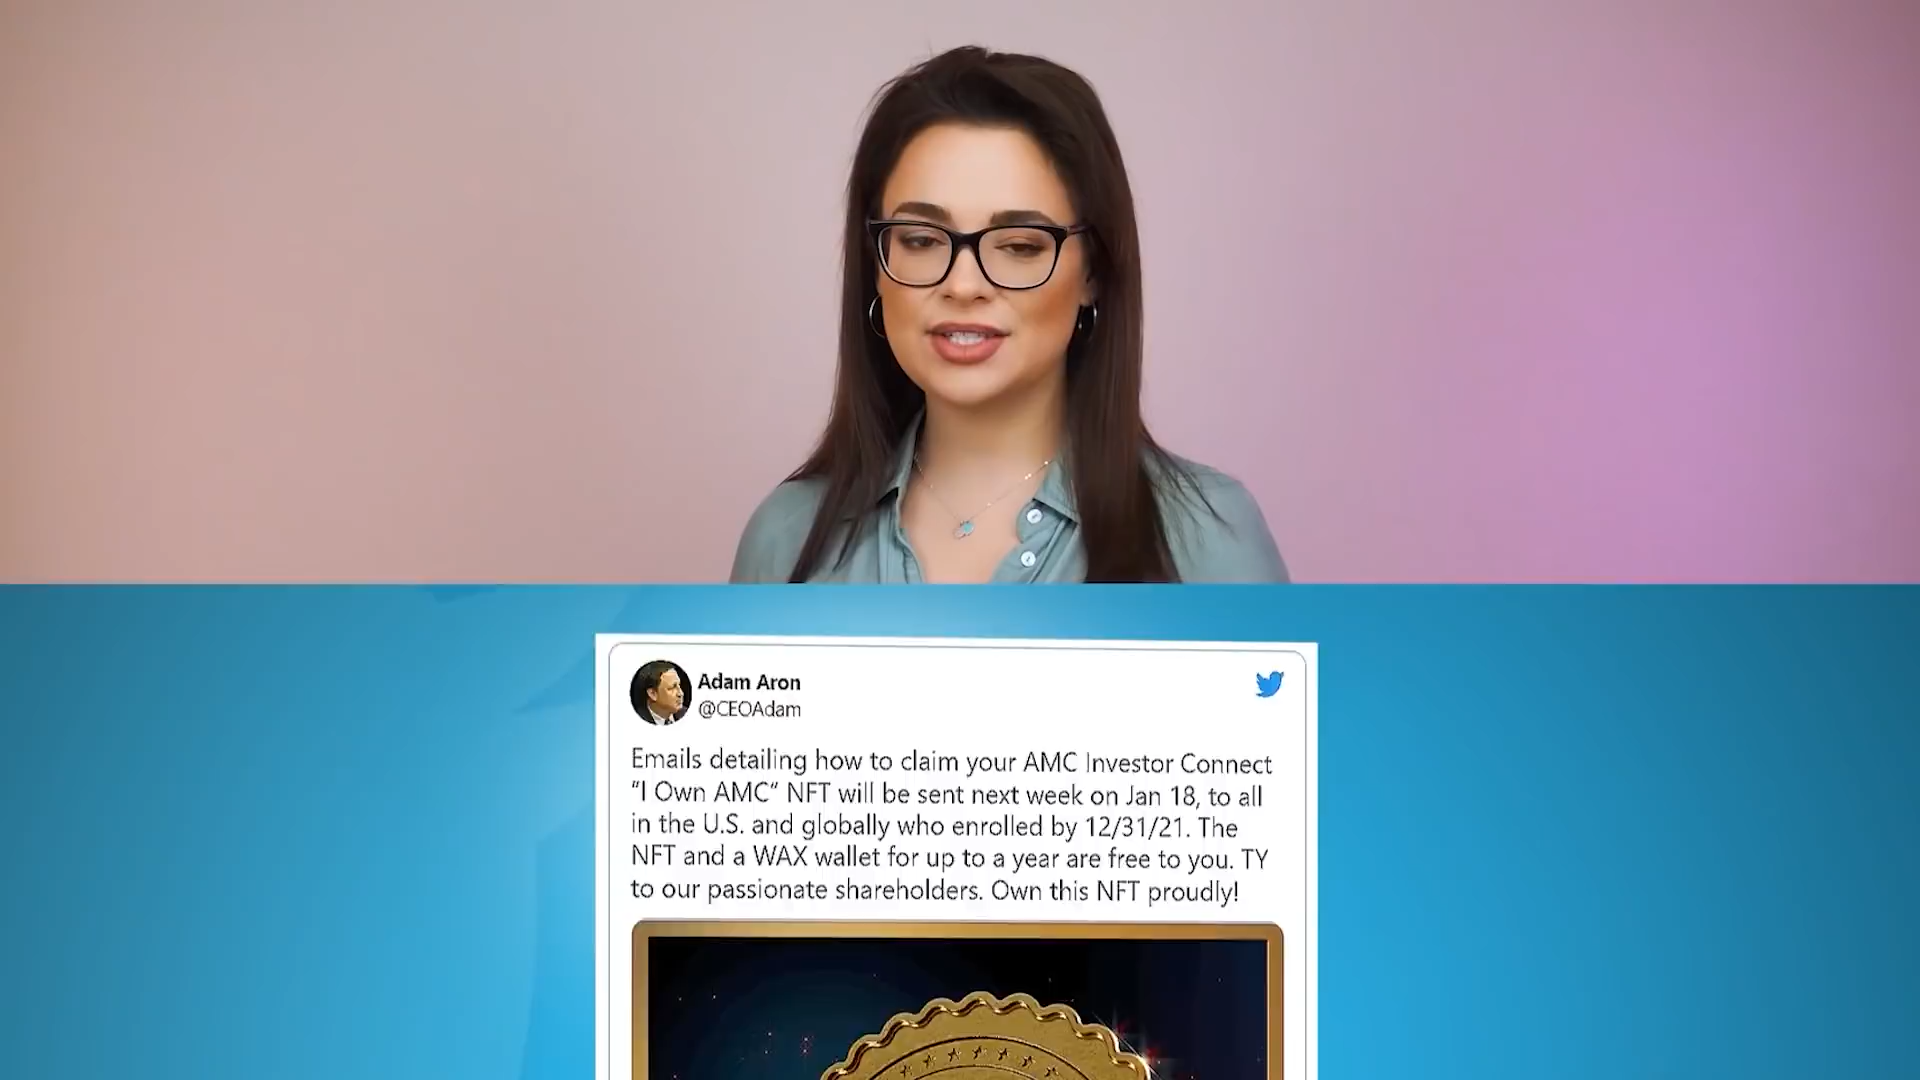 Adam Aron
@CEOAdam
Emails detailing how to claim your AMC Investor Connect
“I Own AMC” NFT will be sent next week on Jan 18, to all
in the U.S. and globally who enrolled by 12/31/21. The
NFT and a WAX wallet for up to a year are free to you. TY
to our passionate shareholders. Own this NFT proudly!